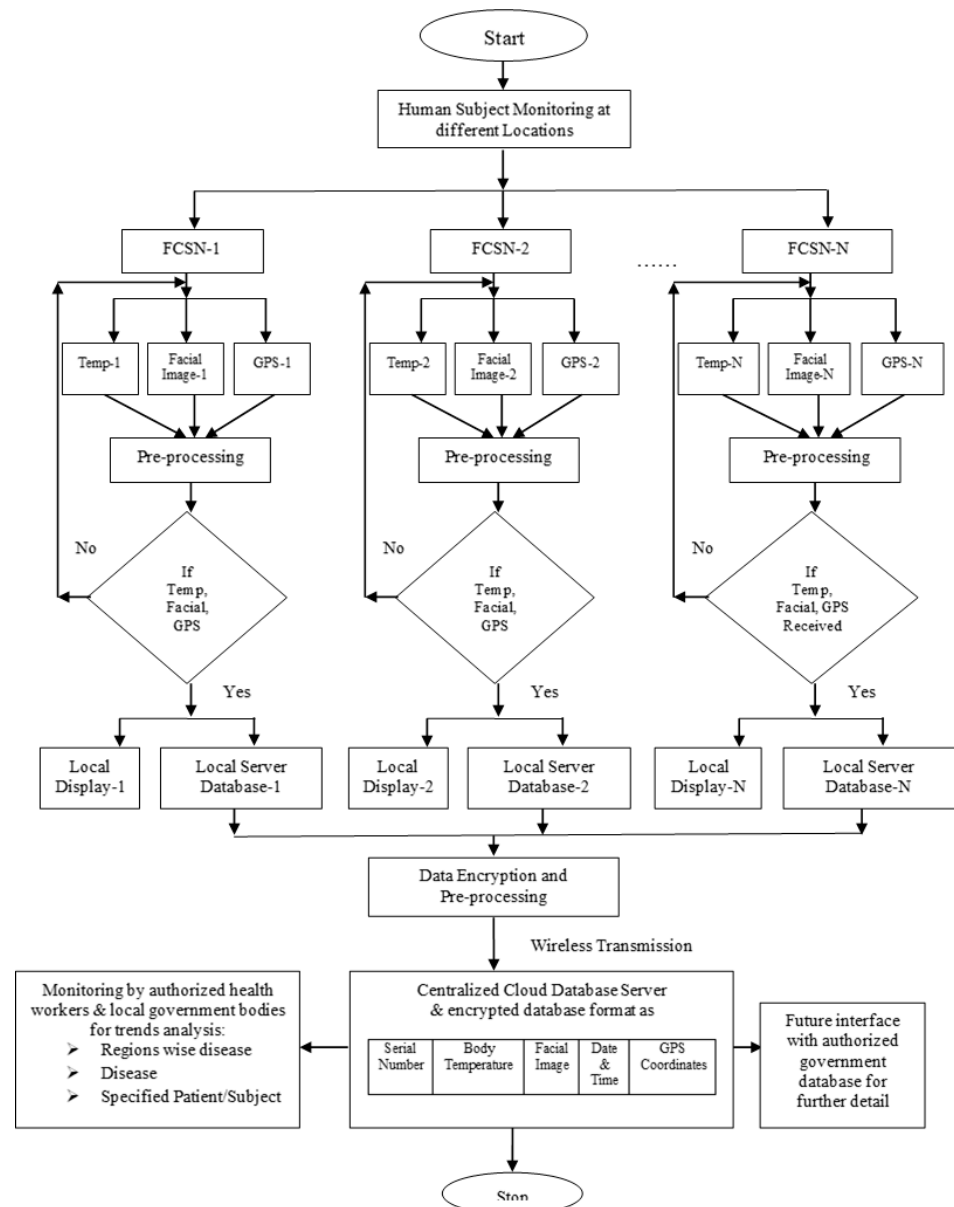 Start
Human Subject Monitoring at
different Locations
FCSN-1
FCSN-2
......
FCSN-N
Temp-1
Facial
Image-1
GPS-1
Temp-2
Facial
Image-2
GPS-2
Temp-N
Facial
Image-N
GPS-N
Pre-processing
Pre-processing
Pre-processing
No
If
Temp,
Facial,
GPS
No
If
Temp,
Facial,
GPS
No
If
Temp,
Facial, GPS
Received
Yes
Yes
Yes
Local
Display-1
Local Server
Database-1
Local
Display-2
Local Server
Database-2
Local
Display-N
Local Server
Database-N
Data Encryption and
Pre-processing
Wireless Transmission
Monitoring by authorized health
workers & local government bodies
for trends analysis:
➢ Regions wise disease
➢ Disease
➢ Specified Patient/Subject
Centralized Cloud Database Server
& encrypted database format as
Serial
Number
Body
Temperature
Facial
Image
Date
&
Time
GPS
Coordinates
Future interface
with authorized
government
database for
further detail
Stop